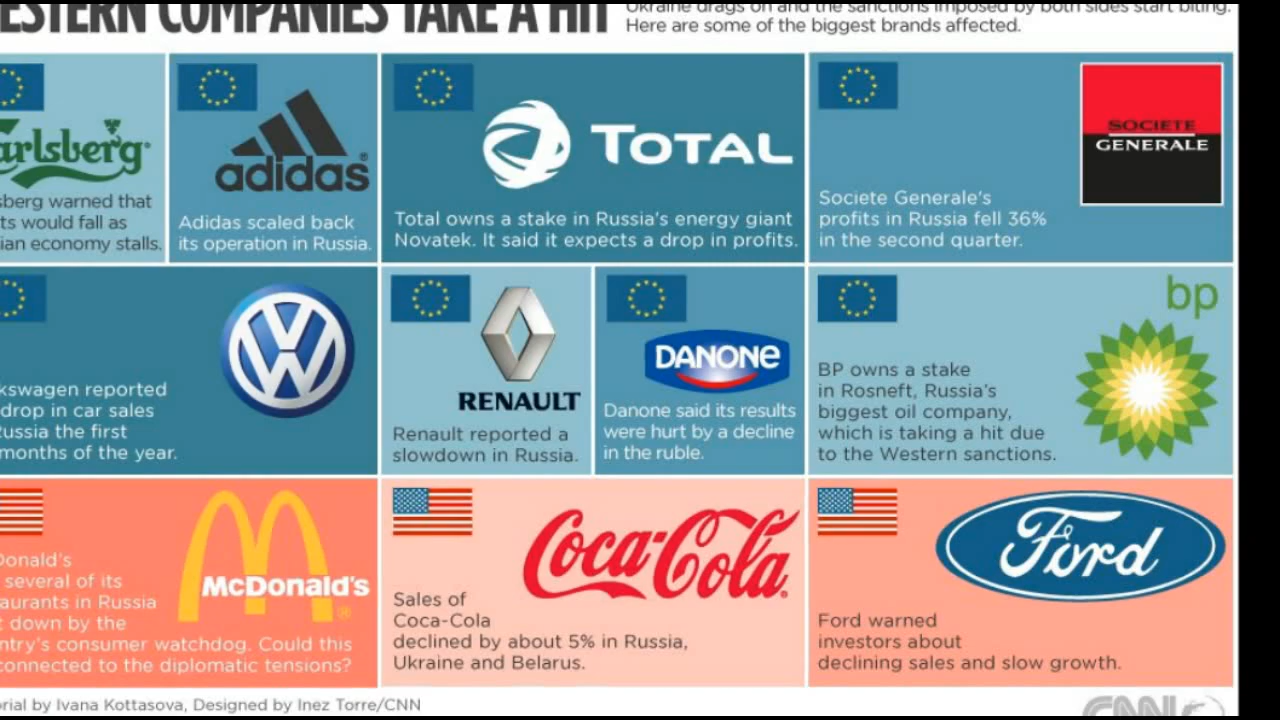 ESTERN COMPANIES TAKE A HIT
Ukraine drags on and the sanctions imposed by both sides start biting.
Here are some of the biggest brands affected.
arlsberg
sberg warned that
ts would fall as
ian economy stalls.
adidas
Adidas scaled back
its operation in Russia.
TOTAL
Total owns a stake in Russia's energy giant
Novatek. It said it expects a drop in profits.
SOCIETE
GENERALE
Societe Generale's
profits in Russia fell 36%
in the second quarter.
VW
kswagen reported
drop in car sales
ussia the first
months of the year.
RENAULT
Renault reported a
slowdown in Russia.
DANONE
Danone said its results
were hurt by a decline
in the ruble.
bp
BP owns a stake
in Rosneft, Russia's
biggest oil company,
which is taking a hit due
to the Western sanctions.
McDonald's
Donald's
several of its
aurants in Russia
t down by the
ntry's consumer watchdog. Could this
connected to the diplomatic tensions?
Coca-Cola
Sales of
Coca-Cola
declined by about 5% in Russia,
Ukraine and Belarus.
Ford
Ford warned
investors about
declining sales and slow growth.
orial by Ivana Kottasova, Designed by Inez Torre/CNN
CNN